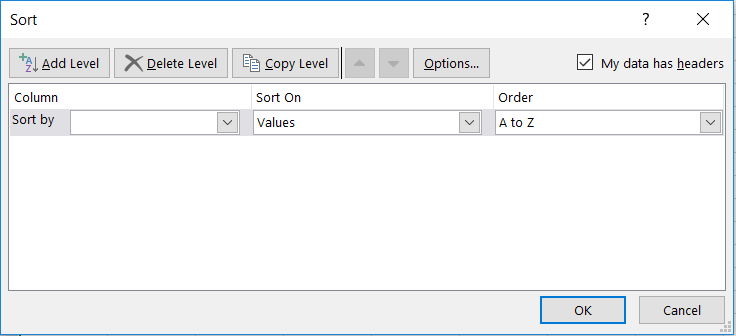 Sort
?
Add Level Delete Level Copy Level Options... My data has headers
Column Sort On Order
Sort by Values A to Z
OK Cancel